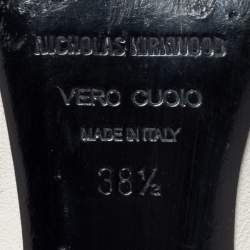 NICHOLAS KIRKWOOD
VERO CUOIO
MADE IN ITALY
38½